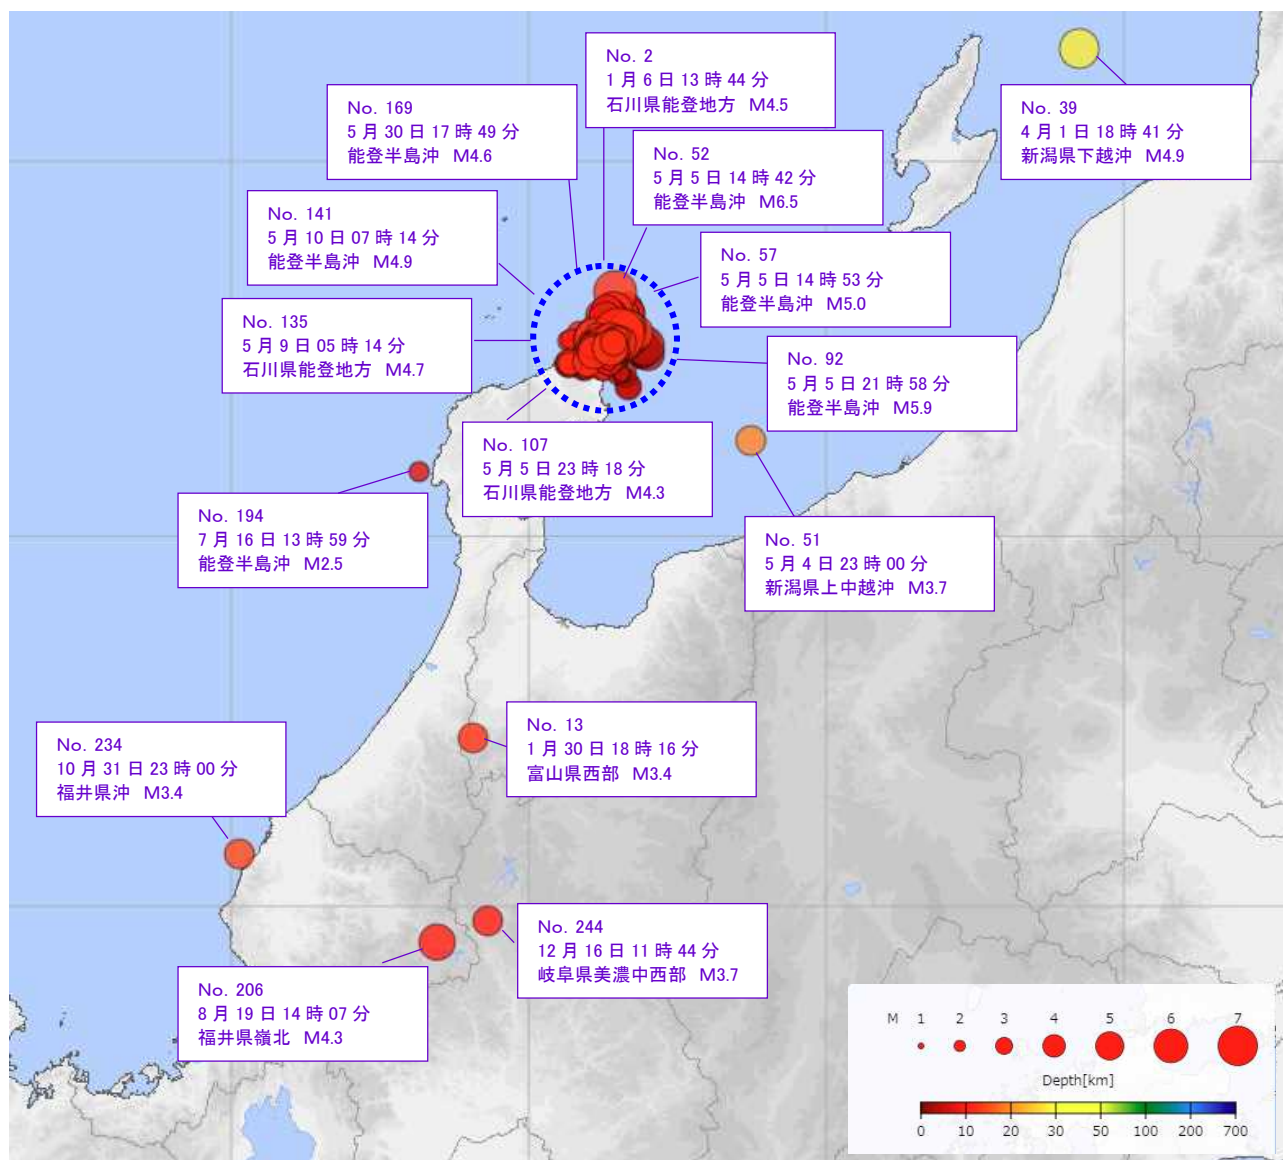 No. 2
1 月 6 日 13 時 44 分
石川県能登地方 M4.5
No. 169
5 月 30 日 17 時 49 分
能登半島沖 M4.6
No. 39
4 月 1 日 18 時 41 分
新潟県下越沖 M4.9
No. 52
5 月 5 日 14 時 42 分
能登半島沖 M6.5
No. 141
5 月 10 日 07 時 14 分
能登半島沖 M4.9
No. 57
5 月 5 日 14 時 53 分
能登半島沖 M5.0
No. 135
5 月 9 日 05 時 14 分
石川県能登地方 M4.7
No. 92
5 月 5 日 21 時 58 分
能登半島沖 M5.9
No. 107
5 月 5 日 23 時 18 分
石川県能登地方 M4.3
No. 194
7 月 16 日 13 時 59 分
能登半島沖 M2.5
No. 51
5 月 4 日 23 時 00 分
新潟県上中越沖 M3.7
No. 13
1 月 30 日 18 時 16 分
富山県西部 M3.4
No. 234
10 月 31 日 23 時 00 分
福井県沖 M3.4
No. 244
12 月 16 日 11 時 44 分
岐阜県美濃中西部 M3.7
No. 206
8 月 19 日 14 時 07 分
福井県嶺北 M4.3
M 1 2 3 4 5 6 7
Depth[km]
0 10 20 30 50 100 200 700